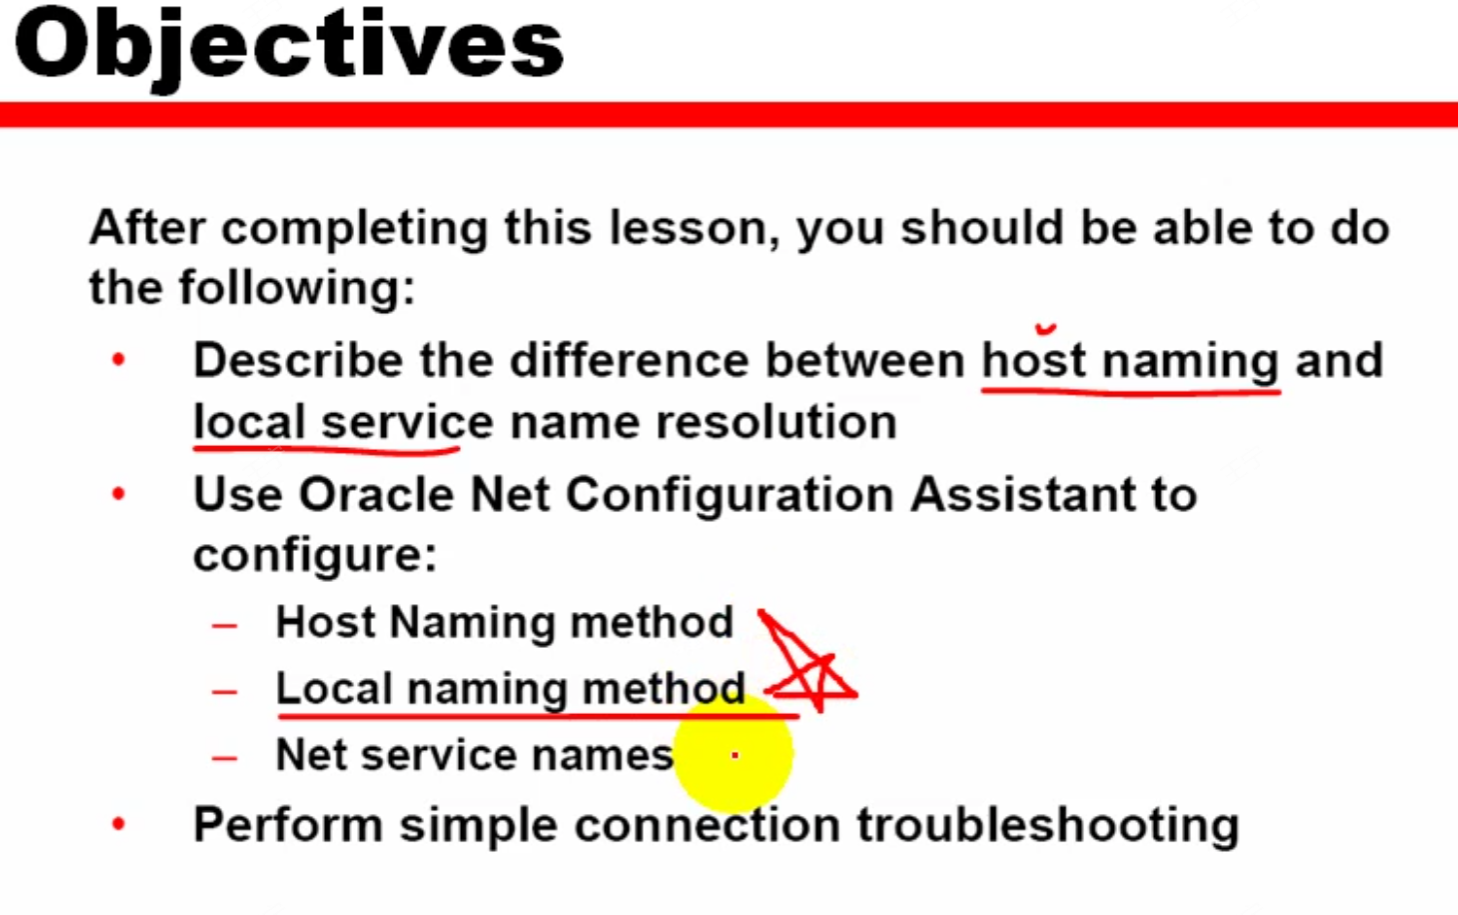 Objectives
After completing this lesson, you should be able to do
the following:
• Describe the difference between host naming and
local service name resolution
• Use Oracle Net Configuration Assistant to
configure:
– Host Naming method
– Local naming method
– Net service names
• Perform simple connection troubleshooting